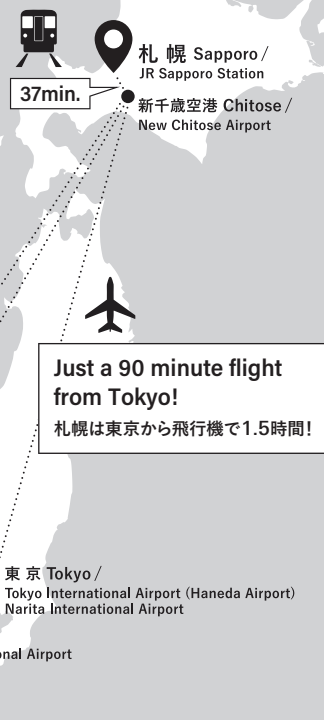 札幌 Sapporo /
JR Sapporo Station
37min.
新千歳空港 Chitose /
New Chitose Airport
Just a 90 minute flight
from Tokyo!
札幌は東京から飛行機で1.5時間!
東京 Tokyo /
Tokyo International Airport (Haneda Airport)
Narita International Airport
onal Airport